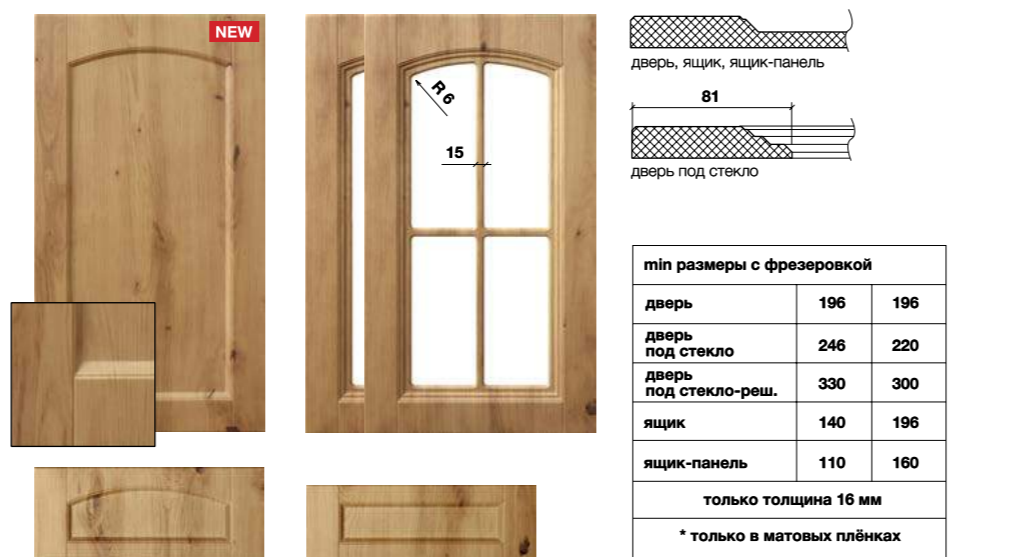 NEW
R 6
15
дверь, ящик, ящик-панель
81
дверь под стекло
min размеры с фрезеровкой
дверь 196 196
дверь
под стекло 246 220
дверь
под стекло-реш. 330 300
ящик 140 196
ящик-панель 110 160
только толщина 16 мм
* только в матовых плёнках